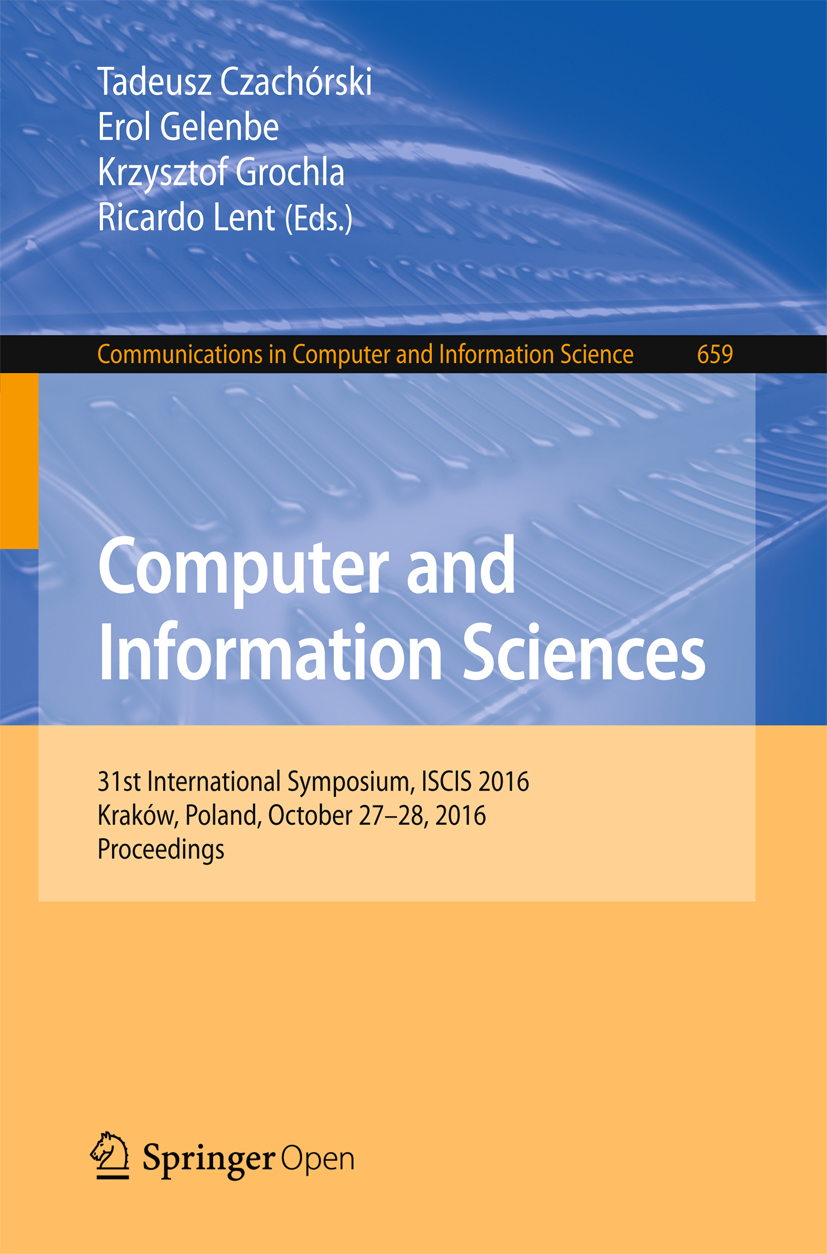 Tadeusz Czachórski
Erol Gelenbe
Krzysztof Grochla
Ricardo Lent (Eds.)
Communications in Computer and Information Science 659
Computer and
Information Sciences
31st International Symposium, ISCIS 2016
Kraków, Poland, October 27–28, 2016
Proceedings
Springer Open